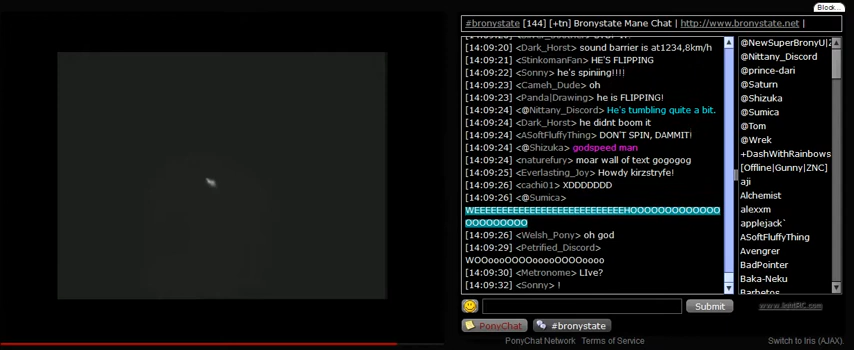 Block...
#bronystate [144] [+tn] Bronystate Mane Chat | http://www.bronystate.net |
[14:09:20] <Dark_Horst> sound barrier is at1234,8km/h
[14:09:21] <StinkomanFan> HE'S FLIPPING
[14:09:22] <Sonny> he's spiniing!!!!
[14:09:23] <Cameh_Dude> oh
[14:09:23] <Panda|Drawing> he is FLIPPING!
[14:09:24] <@Nittany_Discord> He's tumbling quite a bit.
[14:09:24] <Dark_Horst> he didnt boom it
[14:09:24] <ASoftFluffyThing> DON'T SPIN, DAMMIT!
[14:09:24] <@Shizuka> godspeed man
[14:09:24] <naturefury> moar wall of text gogogog
[14:09:25] <Everlasting_Joy> Howdy kirzstryfe!
[14:09:26] <cachi01> XDDDDDDD
[14:09:26] <@Sumica>
WEEEEEEEEEEEEEEEEEEEEEEEEEEHOOOOOOOOOOOOO
OOOOOOOOO
[14:09:26] <Welsh_Pony> oh god
[14:09:29] <Petrified_Discord>
WOOoooOOOOooooOOOOoooo
[14:09:30] <Metronome> LIve?
[14:09:32] <Sonny> !
@NewSuperBronyU|2
@Nittany_Discord
@prince-dari
@Saturn
@Shizuka
@Sumica
@Tom
@Wrek
+DashWithRainbows
[Offline|Gunny|ZNC]
aji
Alchemist
alexxm
applejack`
ASoftFluffyThing
Avengrer
BadPointer
Baka-Neku
Barbetos
Submit
www.lightIRC.com
PonyChat
#bronystate
PonyChat Network Terms of Service
Switch to Iris (AJAX)